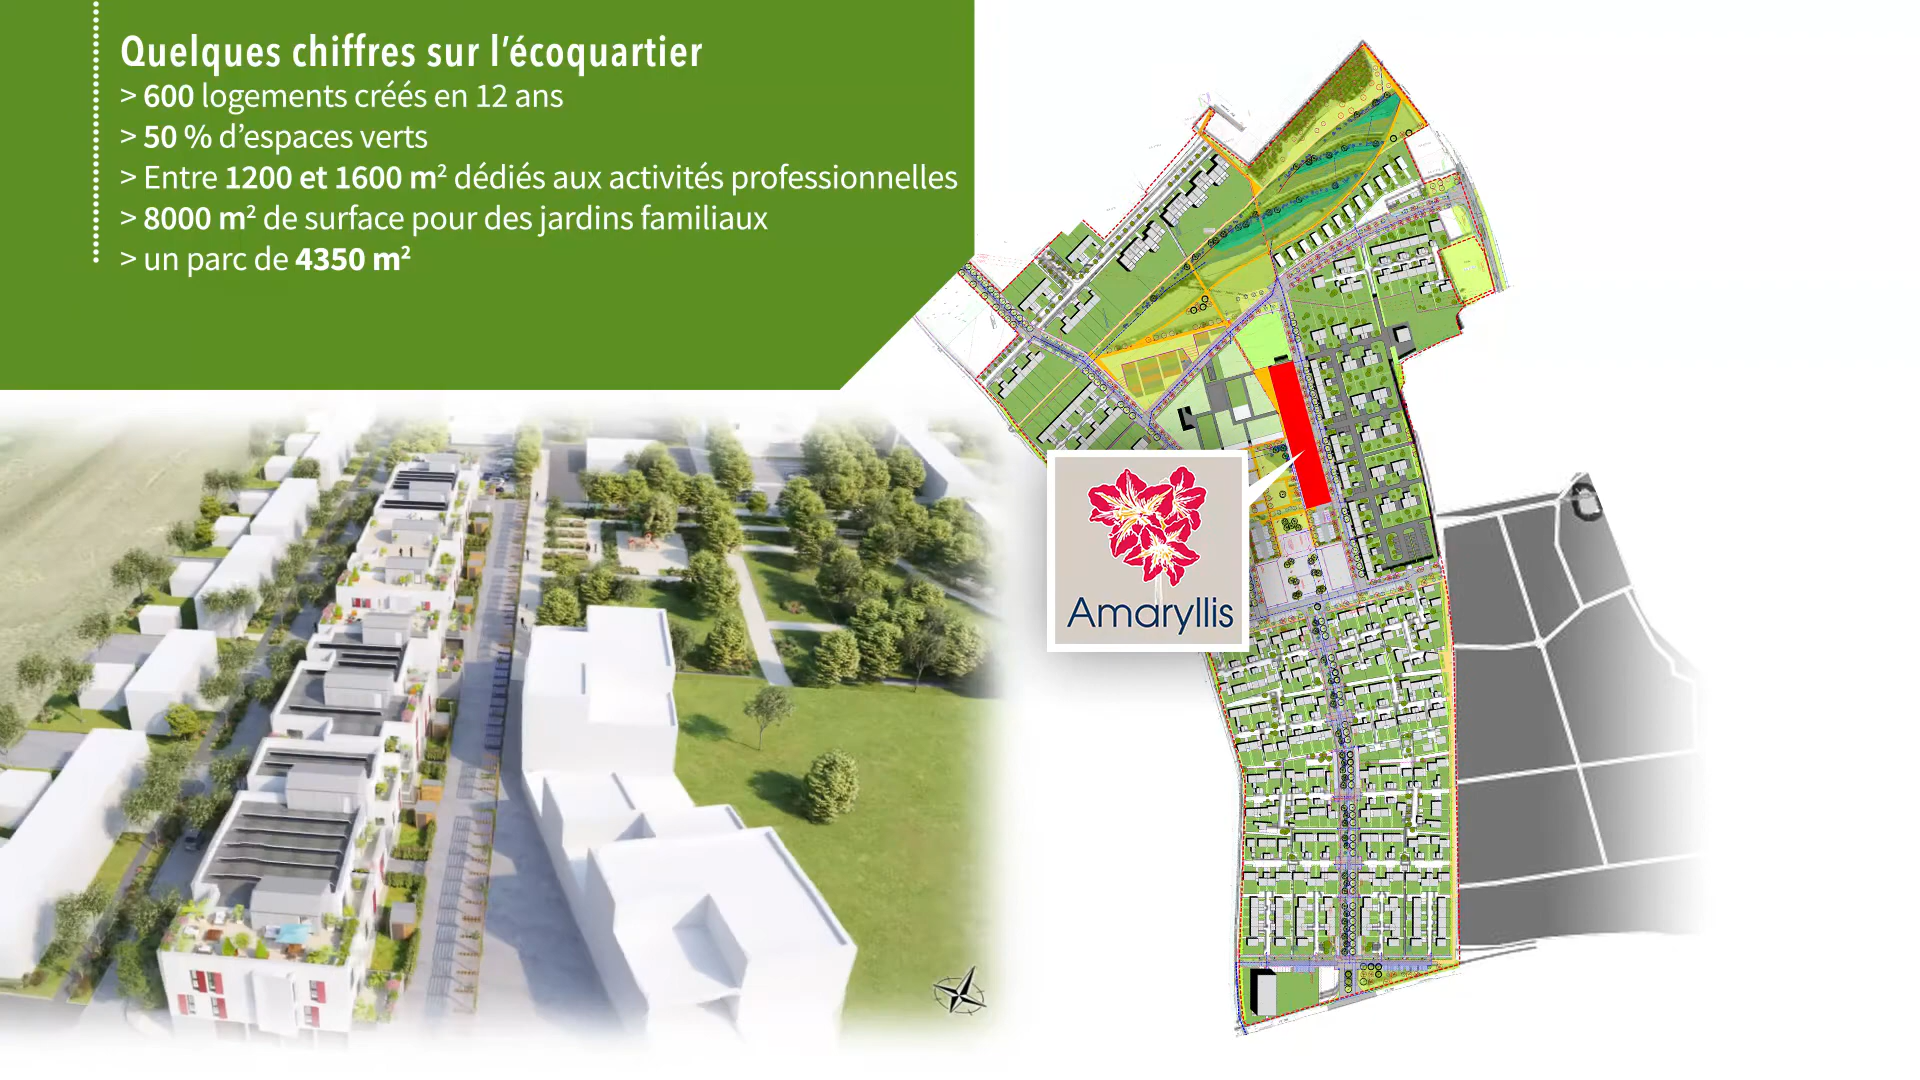 Quelques chiffres sur l’écoquartier
> 600 logements créés en 12 ans
> 50 % d’espaces verts
> Entre 1200 et 1600 m² dédiés aux activités professionnelles
> 8000 m² de surface pour des jardins familiaux
> un parc de 4350 m²
Amaryllis